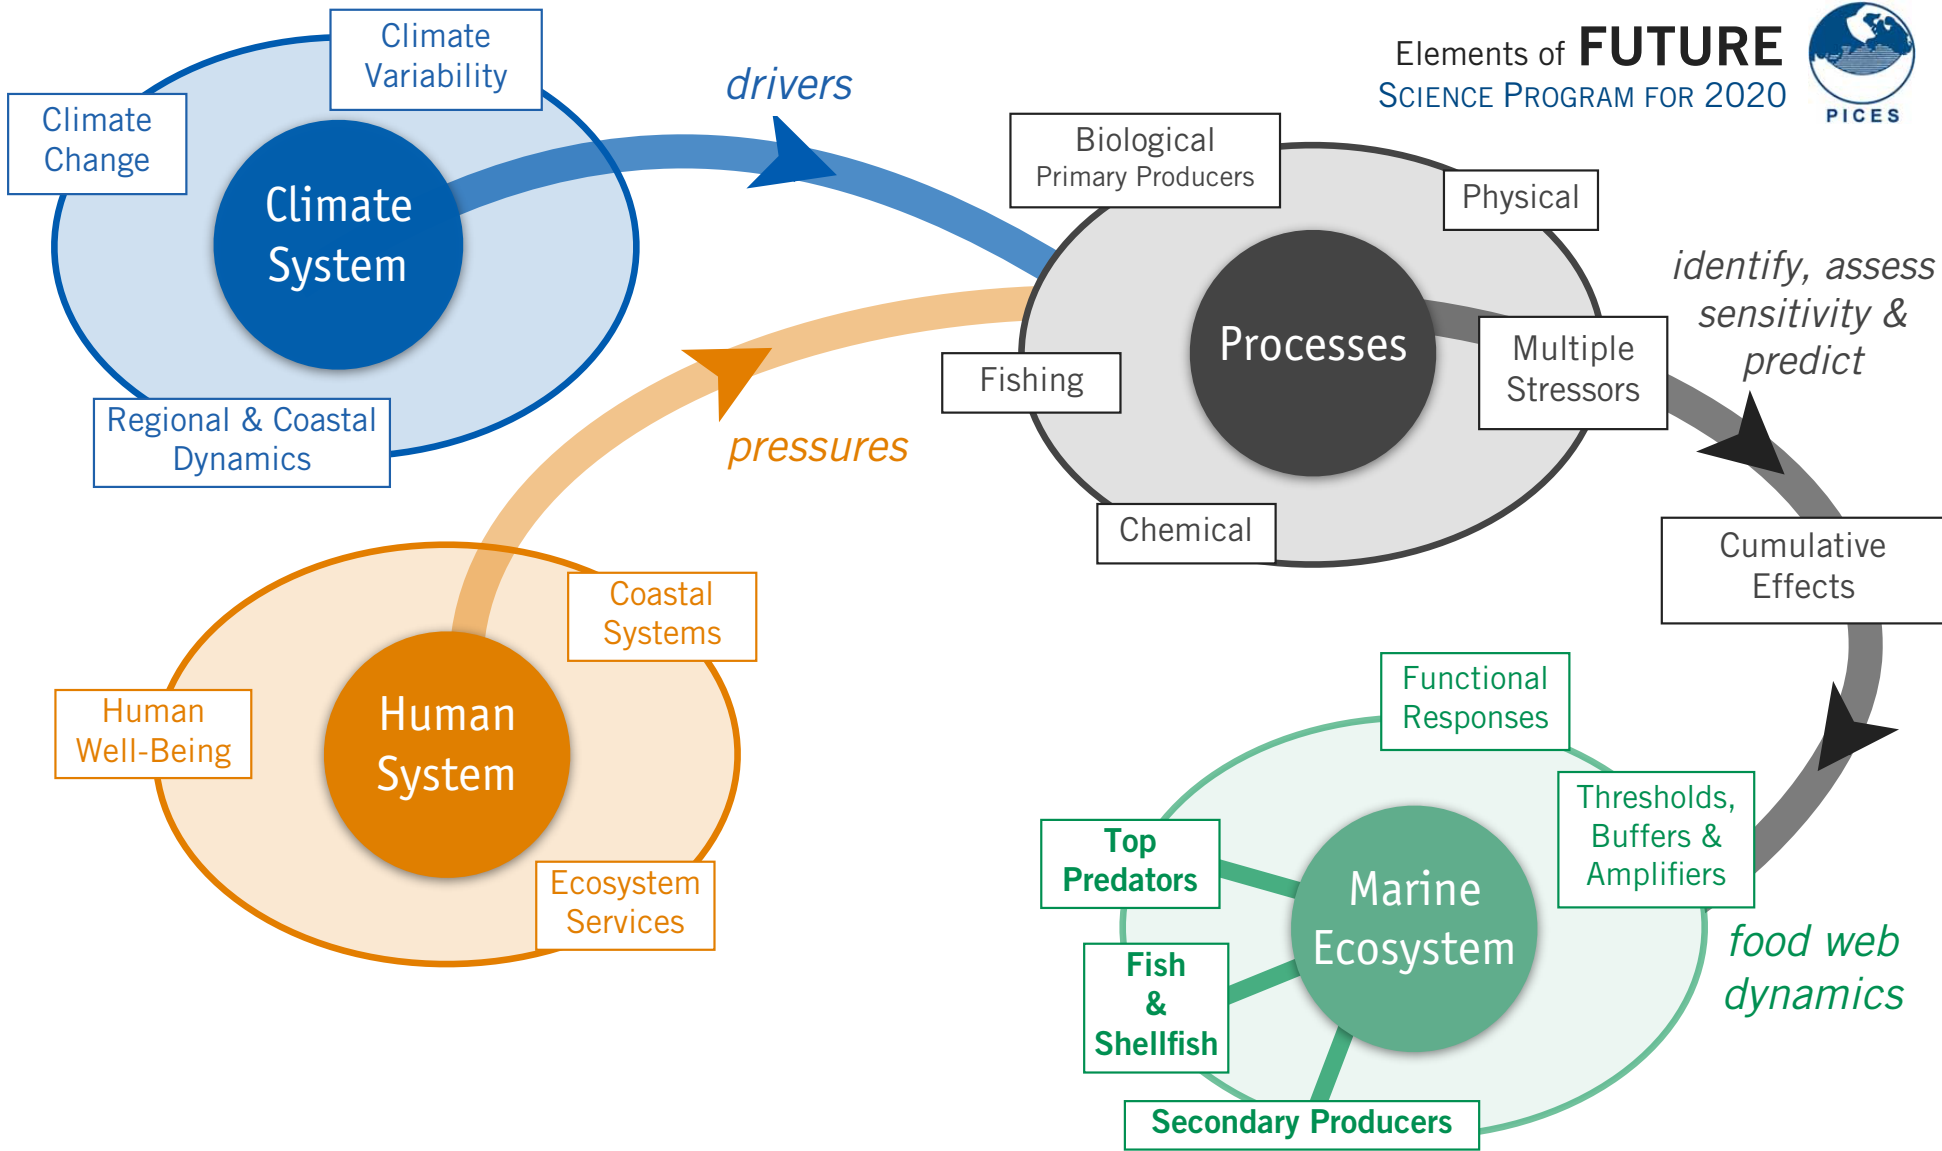 Elements of FUTURE
SCIENCE PROGRAM FOR 2020
PICES
Climate
Variability
Climate
Change
Climate
System
Regional & Coastal
Dynamics
drivers
pressures
Human
System
Coastal
Systems
Human
Well-Being
Ecosystem
Services
Biological
Primary Producers
Physical
Processes
Fishing
Multiple
Stressors
Chemical
identify, assess
sensitivity &
predict
Cumulative
Effects
Functional
Responses
Thresholds,
Buffers &
Amplifiers
Top
Predators
Marine
Ecosystem
Fish
&
Shellfish
Secondary Producers
food web
dynamics